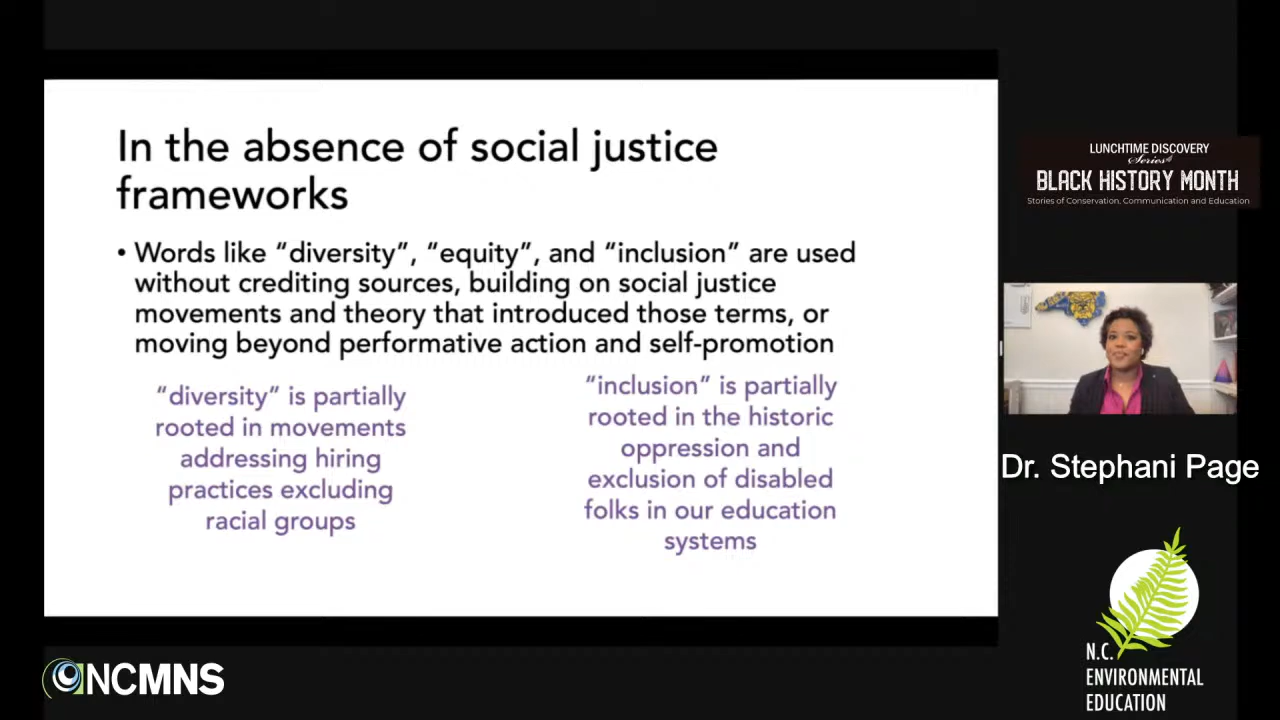 In the absence of social justice
frameworks
• Words like “diversity”, “equity”, and “inclusion” are used
without crediting sources, building on social justice
movements and theory that introduced those terms, or
moving beyond performative action and self-promotion
“diversity” is partially
rooted in movements
addressing hiring
practices excluding
racial groups
“inclusion” is partially
rooted in the historic
oppression and
exclusion of disabled
folks in our education
systems
LUNCHTIME DISCOVERY
Series
BLACK HISTORY MONTH
Stories of Conservation, Communication and Education
Dr. Stephani Page
NCMNS
N.C.
ENVIRONMENTAL
EDUCATION